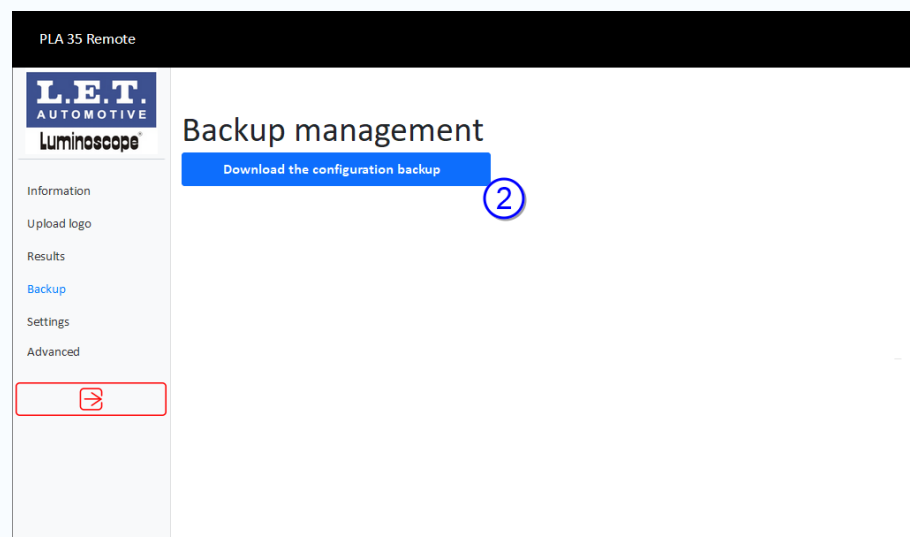 PLA 35 Remote
L.E.T.
AUTOMOTIVE
Luminoscope®
Information
Upload logo
Results
Backup
Settings
Advanced
Backup management
Download the configuration backup
2